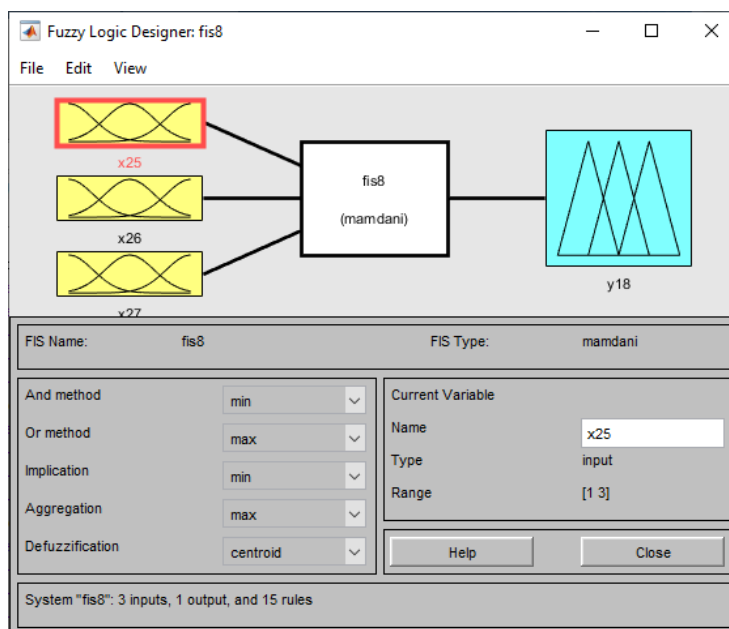 Fuzzy Logic Designer: fis8
File Edit View
x25
x26
x27
fis8
(mamdani)
y18
FIS Name: fis8 FIS Type: mamdani
And method min
Or method max
Implication min
Aggregation max
Defuzzification centroid
Current Variable
Name x25
Type input
Range [1 3]
Help Close
System "fis8": 3 inputs, 1 output, and 15 rules